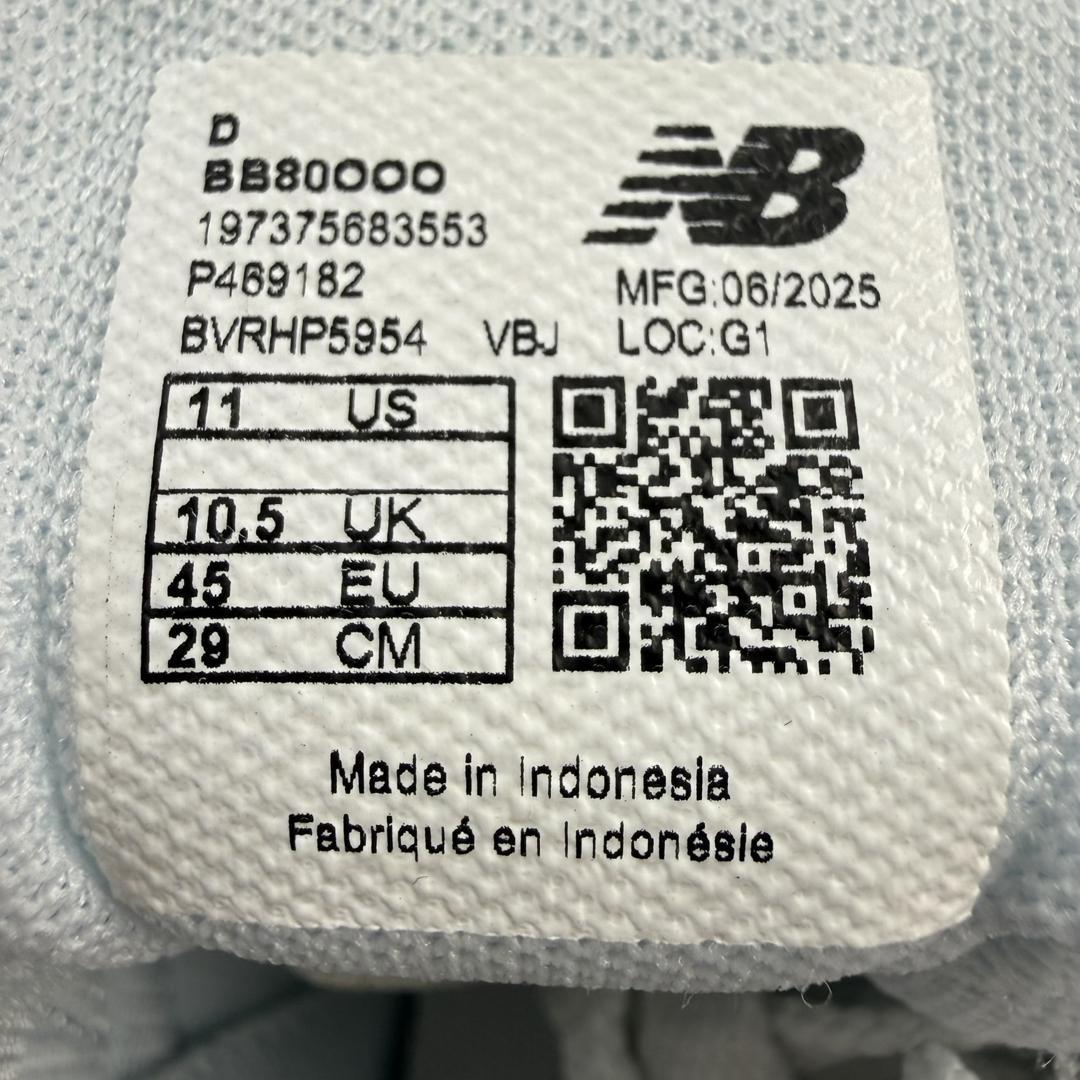 D
BB80OOO
197375683553
P469182
BVRHP5954 VBJ
NB
MFG:06/2025
LOC:G1
11 US
10.5 UK
45 EU
29 CM
Made in Indonesia
Fabriqué en Indonésie